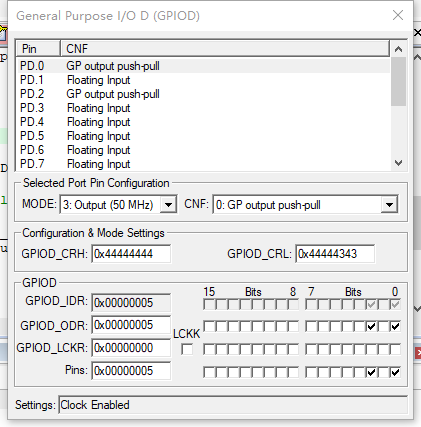 General Purpose I/O D (GPIOD)
Pin CNF
PD.0 GP output push-pull
PD.1 Floating Input
PD.2 GP output push-pull
PD.3 Floating Input
PD.4 Floating Input
PD.5 Floating Input
PD.6 Floating Input
PD.7 Floating Input
Selected Port Pin Configuration
MODE: 3: Output (50 MHz) CNF: 0: GP output push-pull
Configuration & Mode Settings
GPIOD_CRH: 0x44444444 GPIOD_CRL: 0x44444343
GPIOD
15 Bits 8 7 Bits 0
GPIOD_IDR: 0x00000005
GPIOD_ODR: 0x00000005
LCKK
GPIOD_LCKR: 0x00000000
Pins: 0x00000005
Settings: Clock Enabled